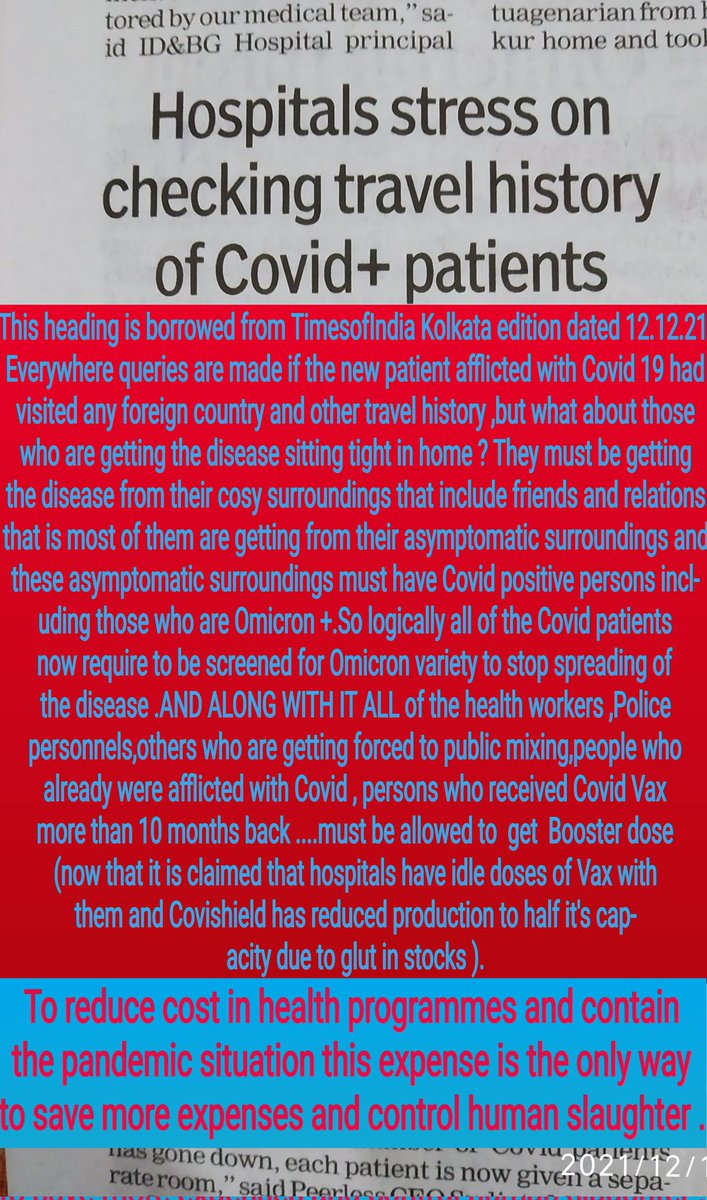 tored by our medical team," sa-
id ID&BG Hospital principal
tuagenarian from
kur home and took
Hospitals stress on
checking travel history
of Covid+ patients
This heading is borrowed from TimesofIndia Kolkata edition dated 12.12.21
Everywhere queries are made if the new patient afflicted with Covid 19 had
visited any foreign country and other travel history ,but what about those
who are getting the disease sitting tight in home ? They must be getting
the disease from their cosy surroundings that include friends and relations
that is most of them are getting from their asymptomatic surroundings and
these asymptomatic surroundings must have Covid positive persons incl-
uding those who are Omicron +.So logically all of the Covid patients
now require to be screened for Omicron variety to stop spreading of
the disease .AND ALONG WITH IT ALL of the health workers ,Police
personnels,others who are getting forced to public mixing,people who
already were afflicted with Covid , persons who received Covid Vax
more than 10 months back ....must be allowed to get Booster dose
(now that it is claimed that hospitals have idle doses of Vax with
them and Covishield has reduced production to half it's cap-
acity due to glut in stocks ).
To reduce cost in health programmes and contain
the pandemic situation this expense is the only way
to save more expenses and control human slaughter .
Covid patients
has gone down, each patient is now given a sepa-
2021/12/1
rate room," said Peerless CEO